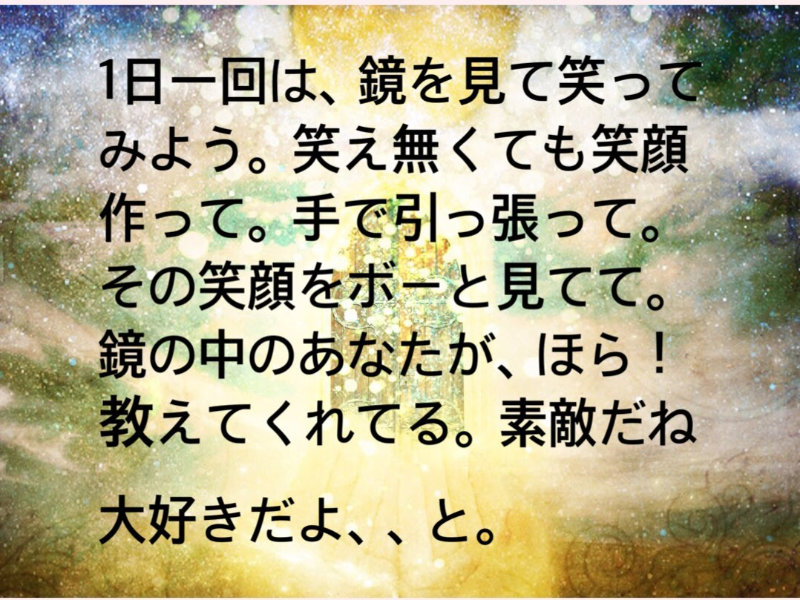 1日一回は、鏡を見て笑って
みよう。笑え無くても笑顔
作って。手で引っ張って。
その笑顔をボーと見てて。
鏡の中のあなたが、ほら！
教えてくれてる。素敵だね
大好きだよ、、と。